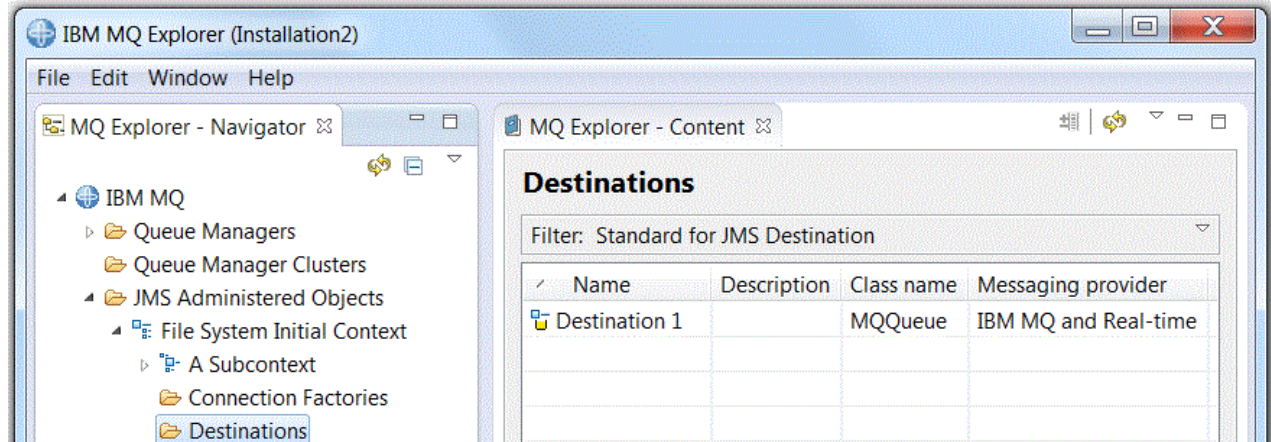 IBM MQ Explorer (Installation2)
File Edit Window Help
MQ Explorer - Navigator
IBM MQ
Queue Managers
Queue Manager Clusters
JMS Administered Objects
File System Initial Context
A Subcontext
Connection Factories
Destinations
MQ Explorer - Content
Destinations
Filter: Standard for JMS Destination
Name Description Class name Messaging provider
Destination 1 MQQueue IBM MQ and Real-time